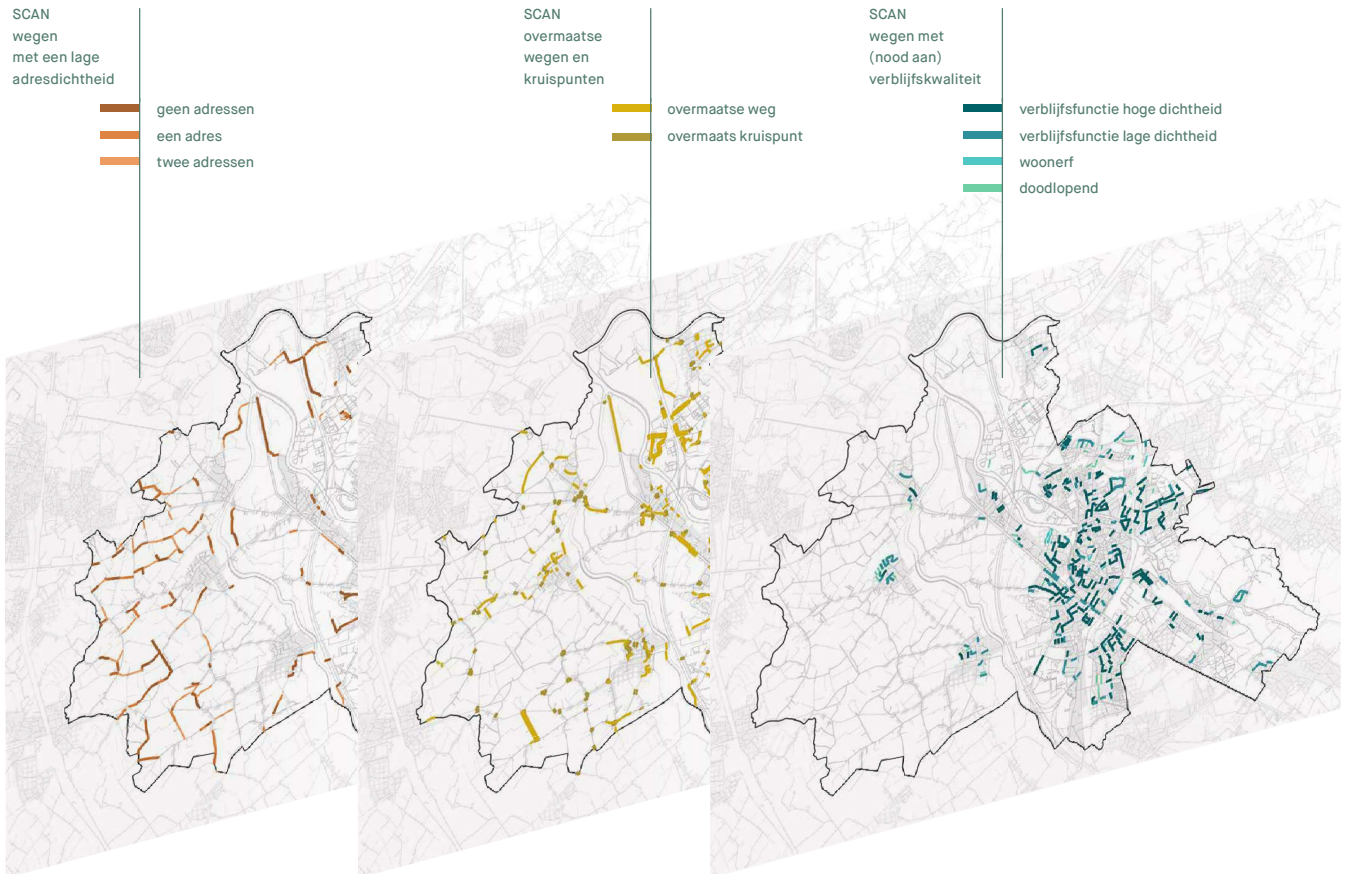 SCAN
wegen
met een lage
adresdichtheid
geen adressen
een adres
twee adressen
SCAN
overmaatse
wegen en
kruispunten
overmaatse weg
overmaats kruispunt
SCAN
wegen met
(nood aan)
verblijfskwaliteit
verblijfsfunctie hoge dichtheid
verblijfsfunctie lage dichtheid
woonerf
doodlopend